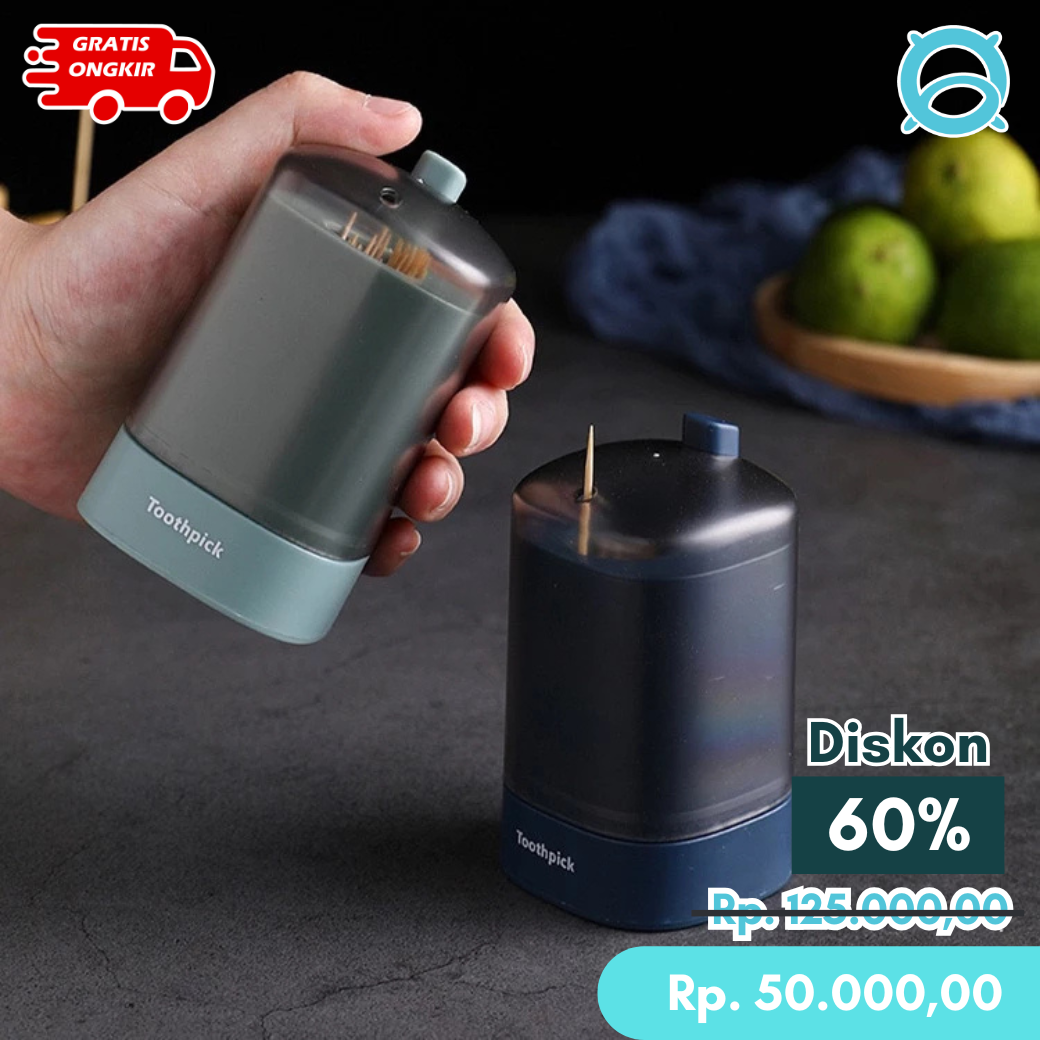 GRATIS
ONGKIR
Toothpick
Toothpick
Diskon
60%
Rp. 125.000,00
Rp. 50.000,00